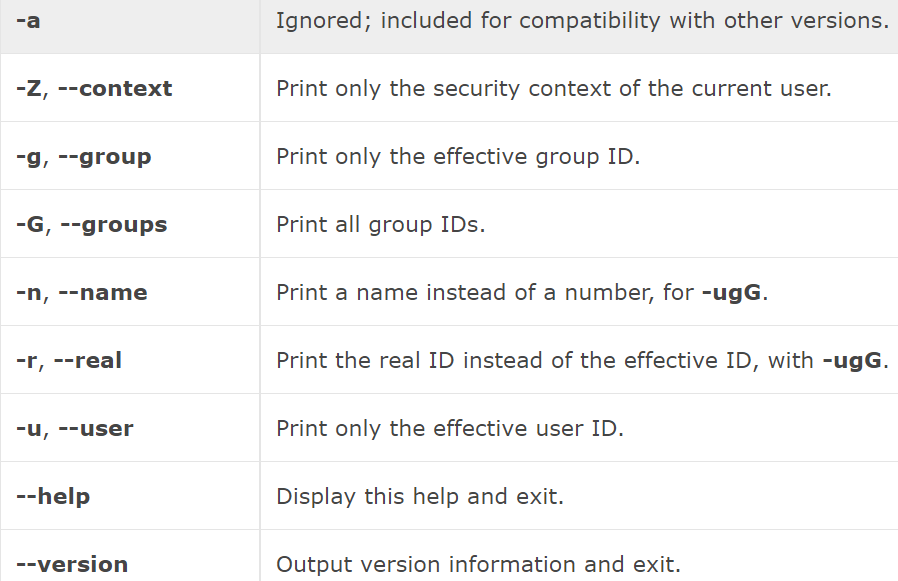 -a Ignored; included for compatibility with other versions.
-Z, --context Print only the security context of the current user.
-g, --group Print only the effective group ID.
-G, --groups Print all group IDs.
-n, --name Print a name instead of a number, for -ugG.
-r, --real Print the real ID instead of the effective ID, with -ugG.
-u, --user Print only the effective user ID.
--help Display this help and exit.
--version Output version information and exit.